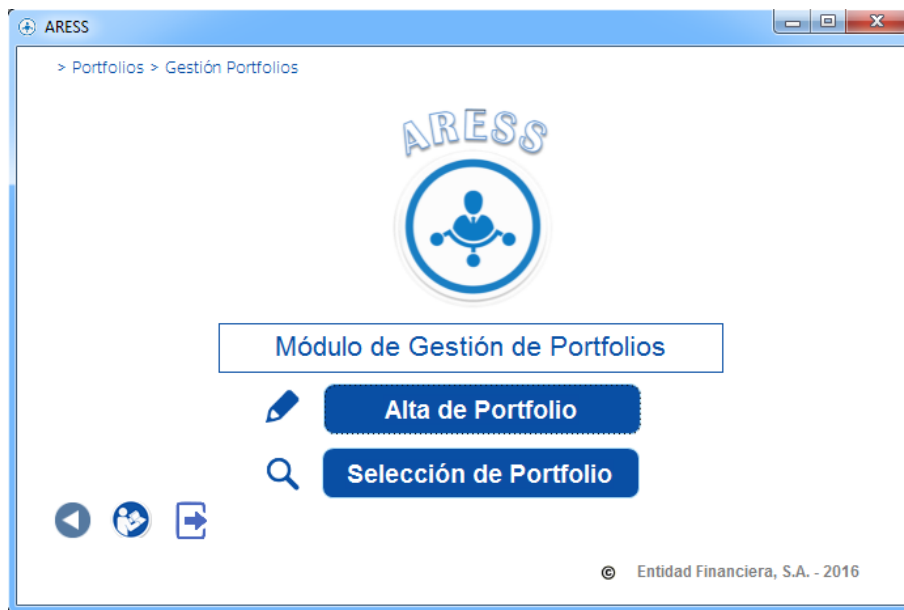 ARESS
> Portfolios > Gestión Portfolios
ARESS
Módulo de Gestión de Portfolios
Alta de Portfolio
Selección de Portfolio
© Entidad Financiera, S.A. - 2016